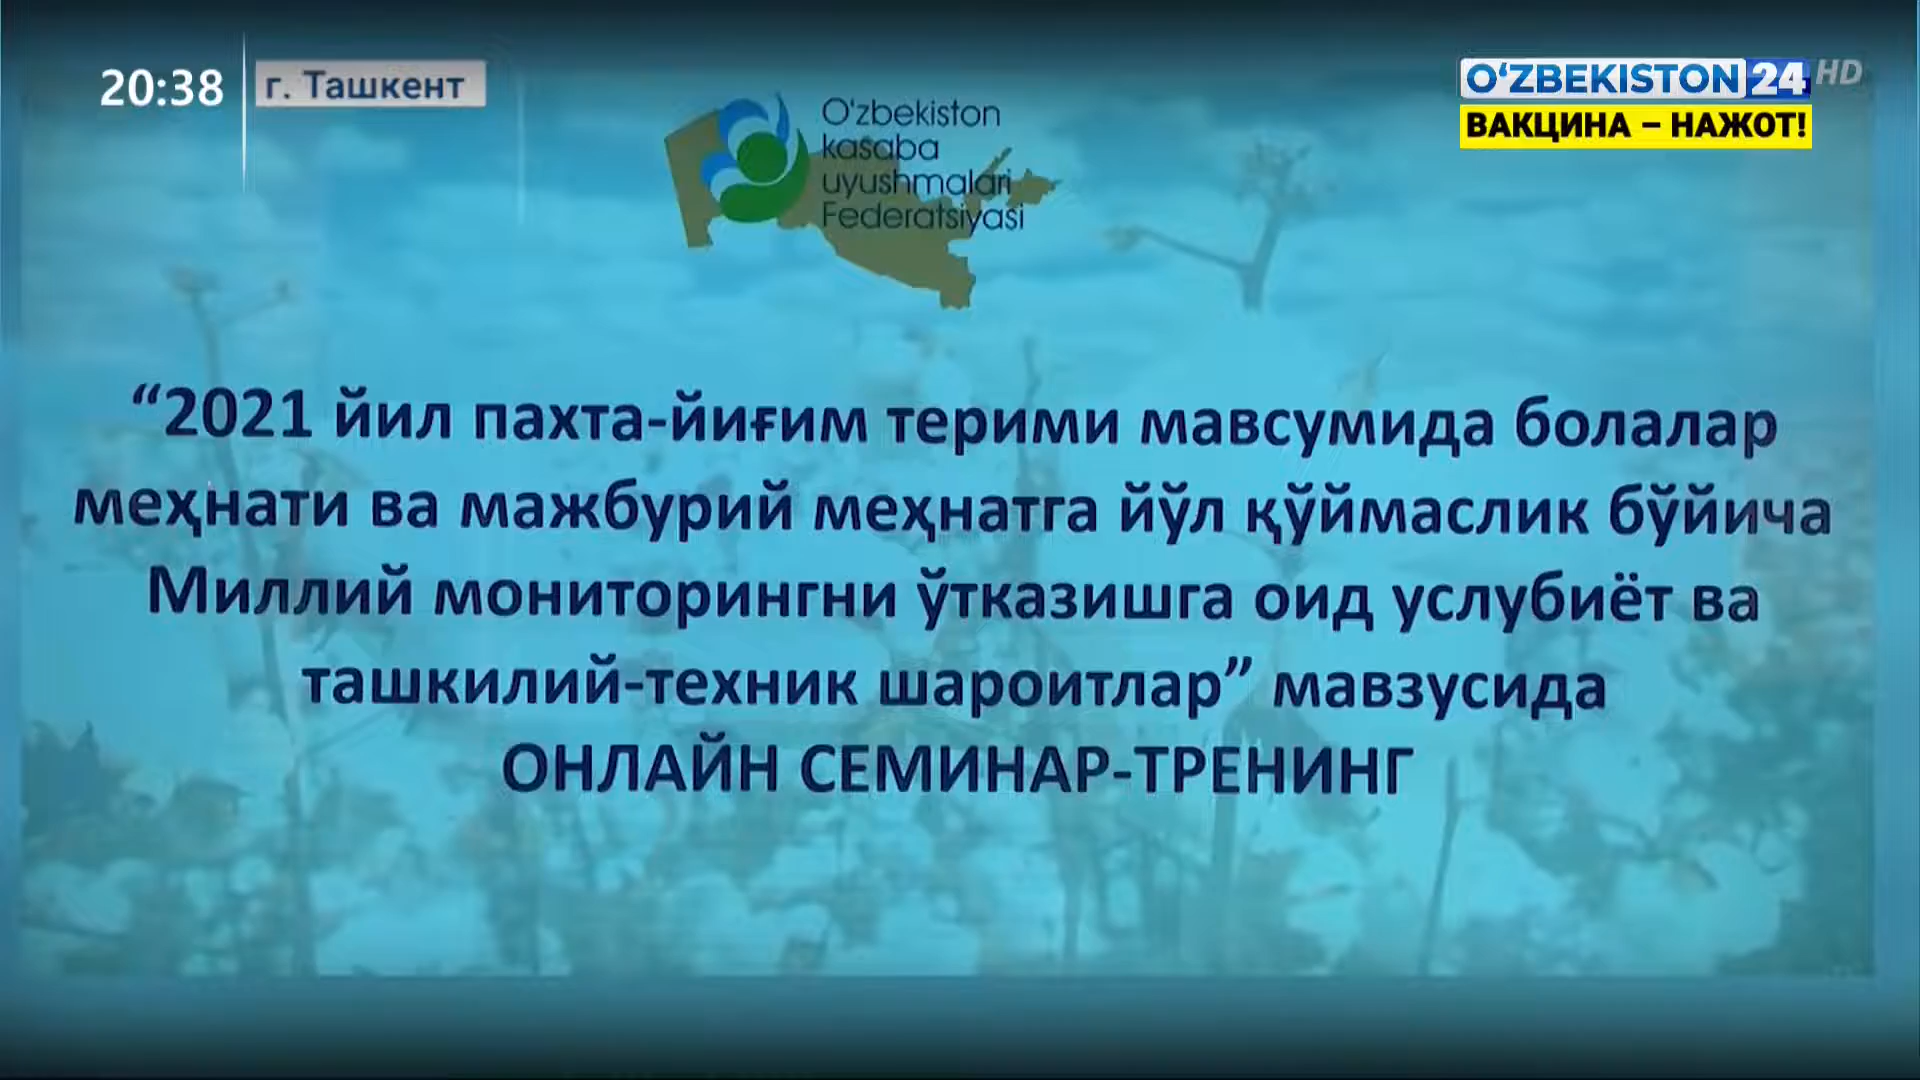 20:38
г. Ташкент
O‘ZBEKISTON 24 HD
ВАКЦИНА – НАЖОТ!
O‘zbekiston
kasaba
uyushmalari
Federatsiyasi
“2021 йил пахта-йиғим терими мавсумида болалар
меҳнати ва мажбурий меҳнатга йўл қўймаслик бўйича
Миллий мониторингни ўтказишга оид услубиёт ва
ташкилий-техник шароитлар” мавзусида
ОНЛАЙН СЕМИНАР-ТРЕНИНГ